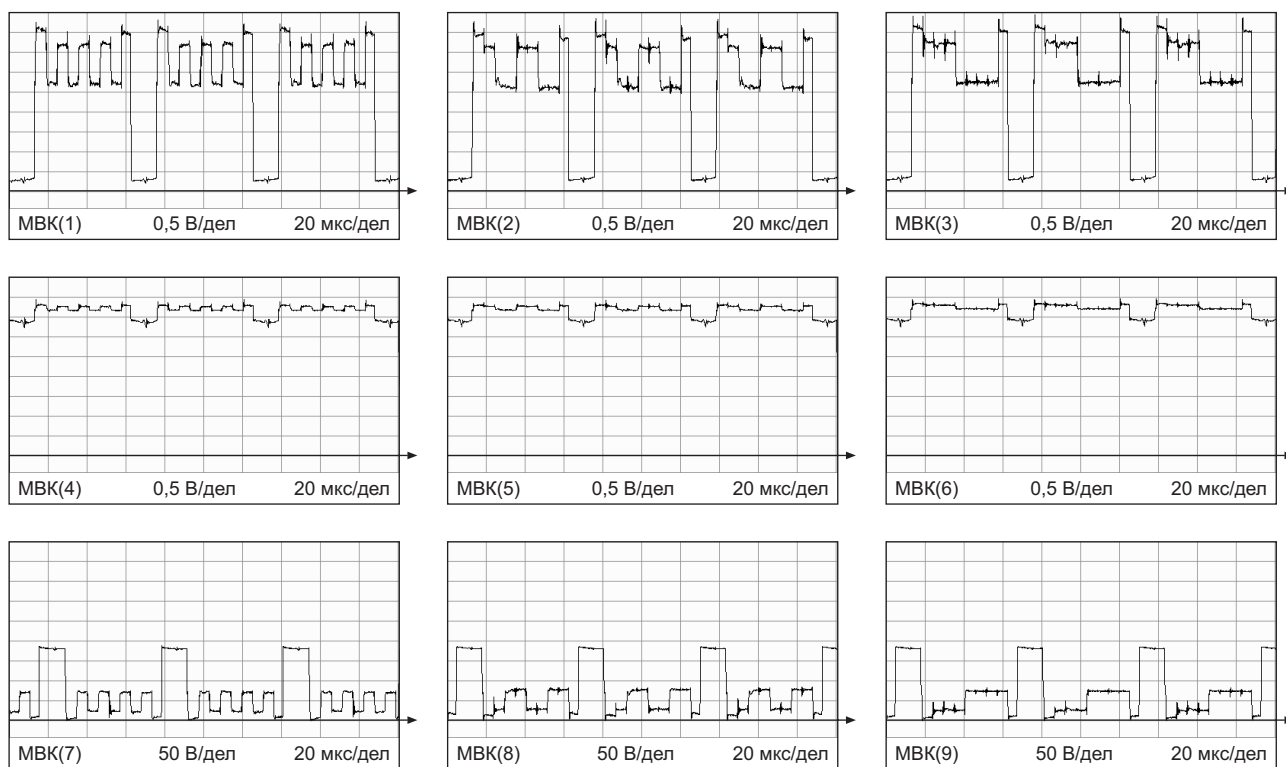 МВК(1) 0,5 В/дел 20 мкс/дел
МВК(2) 0,5 В/дел 20 мкс/дел
МВК(3) 0,5 В/дел 20 мкс/дел
МВК(4) 0,5 В/дел 20 мкс/дел
МВК(5) 0,5 В/дел 20 мкс/дел
МВК(6) 0,5 В/дел 20 мкс/дел
МВК(7) 50 В/дел 20 мкс/дел
МВК(8) 50 В/дел 20 мкс/дел
МВК(9) 50 В/дел 20 мкс/дел